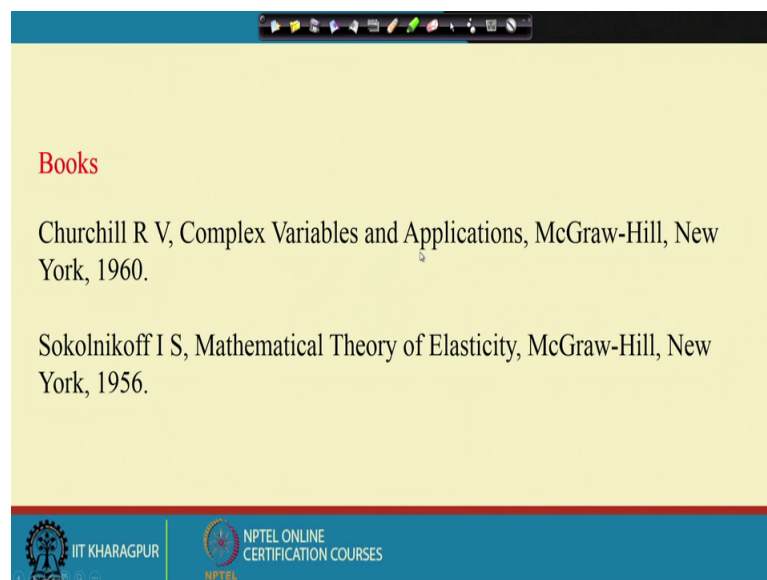 Books
Churchill R V, Complex Variables and Applications, McGraw-Hill, New
York, 1960.
Sokolnikoff I S, Mathematical Theory of Elasticity, McGraw-Hill, New
York, 1956.
IIT KHARAGPUR
NPTEL ONLINE
CERTIFICATION COURSES
NPTEL